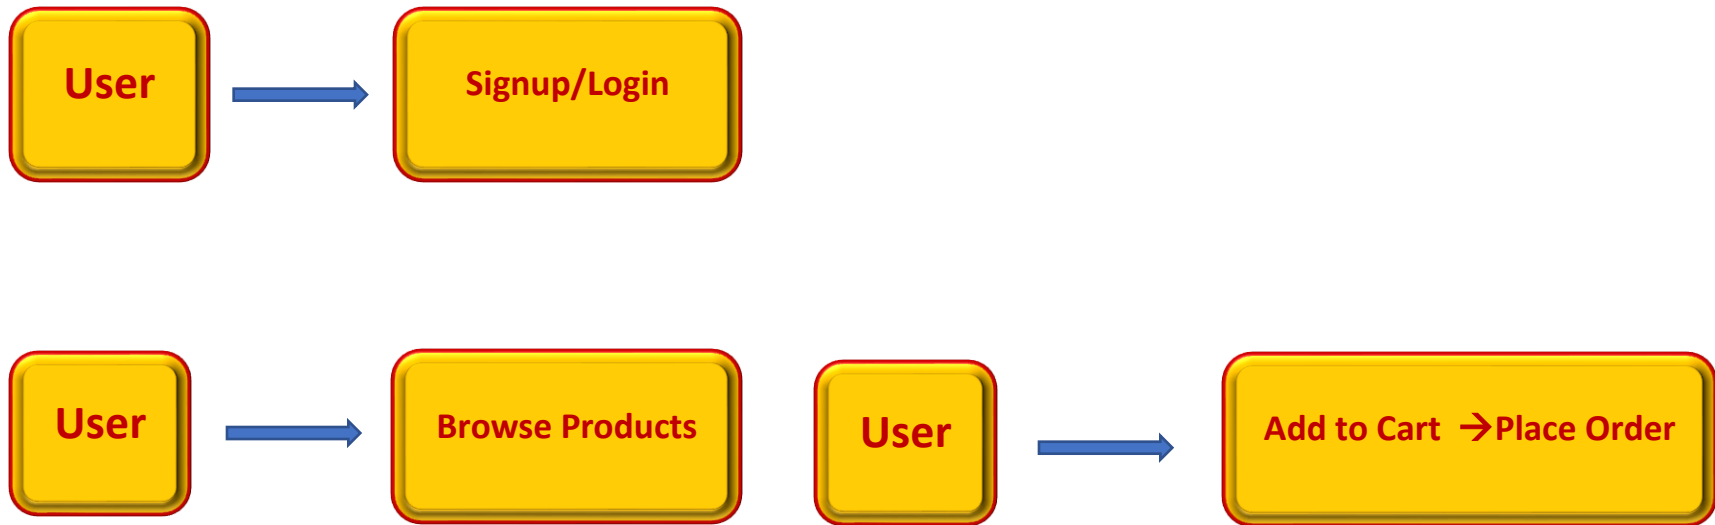 User
Signup/Login
User
Browse Products
User
Add to Cart →Place Order